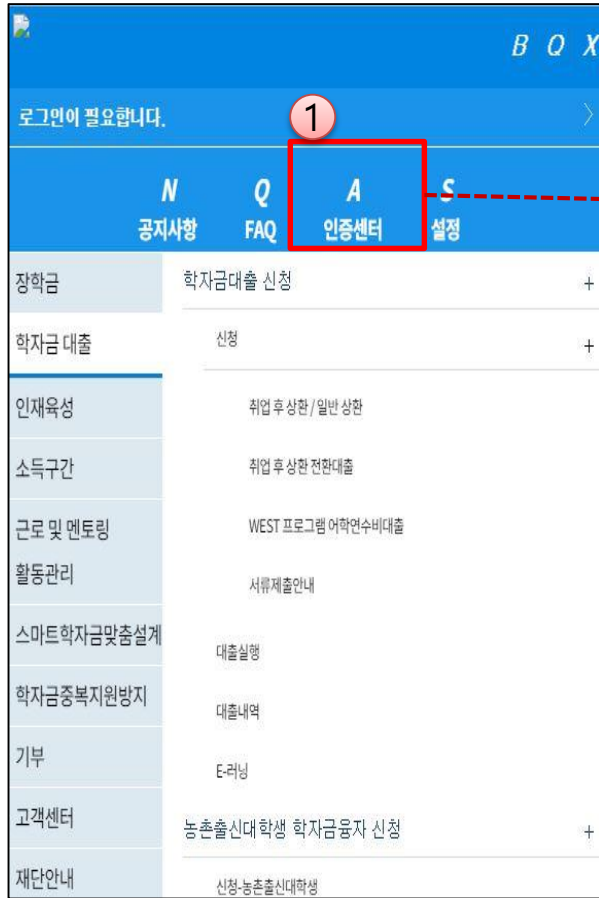 B Q X
로그인이 필요합니다.
1
N Q A S
공지사항 FAQ 인증센터 설정
장학금
학자금대출 신청 +
학자금 대출
신청 +
인재육성
취업 후 상환 / 일반 상환
소득구간
취업 후 상환 전환대출
근로 및 멘토링
활동관리
WEST 프로그램 어학연수비대출
서류제출안내
스마트학자금맞춤설계
대출실행
학자금중복지원방지
대출내역
기부
E-러닝
고객센터
농촌출신대학생 학자금융자 신청 +
재단안내
신청-농촌출신대학생